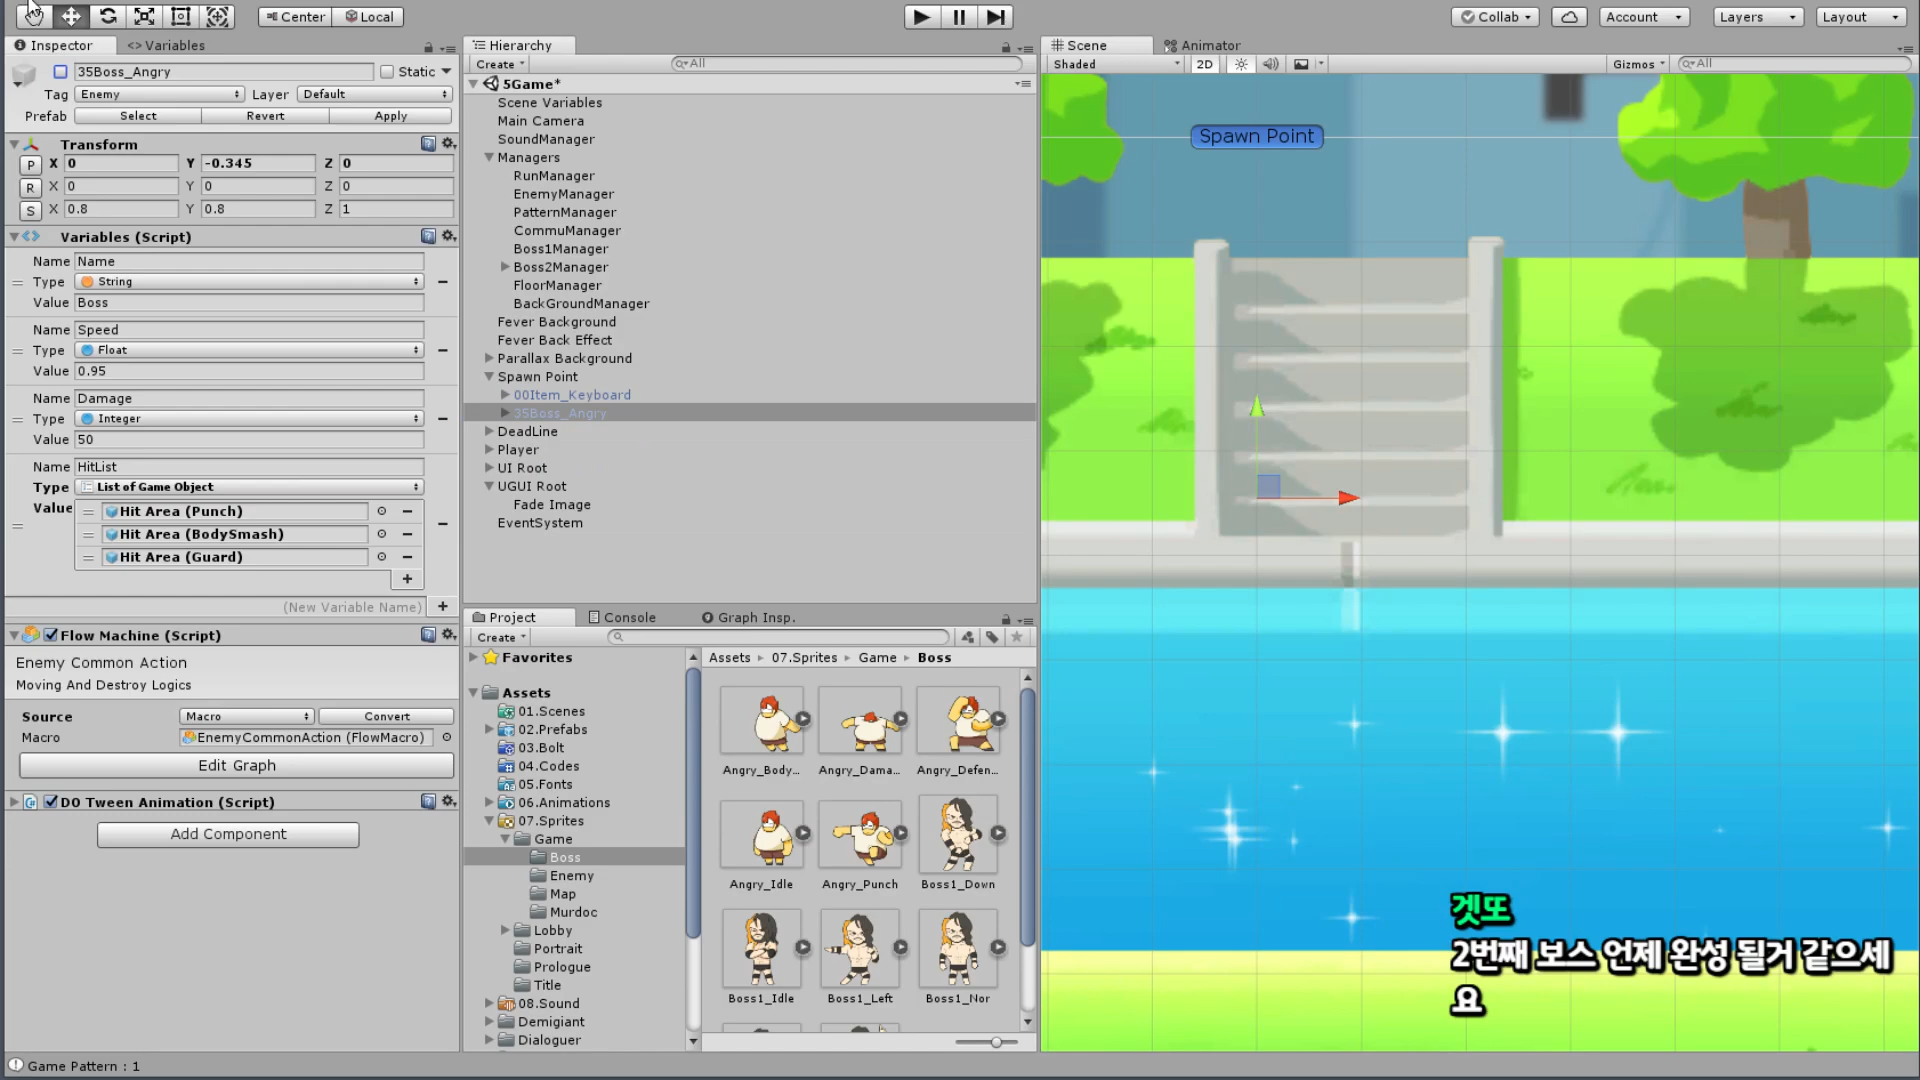 Center
Local
Collab
Account
Layers
Layout
Inspector
<> Variables
35Boss_Angry
Static
Tag
Enemy
Layer
Default
Prefab
Select
Revert
Apply
Transform
P X 0 Y -0.345 Z 0
R X 0 Y 0 Z 0
S X 0.8 Y 0.8 Z 1
Variables (Script)
Name Name
Type String
Value Boss
Name Speed
Type Float
Value 0.95
Name Damage
Type Integer
Value 50
Name HitList
Type List of Game Object
Value Hit Area (Punch)
Hit Area (BodySmash)
Hit Area (Guard)
(New Variable Name)
Flow Machine (Script)
Enemy Common Action
Moving And Destroy Logics
Source Macro Convert
Macro EnemyCommonAction (FlowMacro)
Edit Graph
DO Tween Animation (Script)
Add Component
Game Pattern : 1
Hierarchy
Create
All
5Game*
Scene Variables
Main Camera
SoundManager
Managers
RunManager
EnemyManager
PatternManager
CommuManager
Boss1Manager
Boss2Manager
FloorManager
BackGroundManager
Fever Background
Fever Back Effect
Parallax Background
Spawn Point
00Item_Keyboard
35Boss_Angry
DeadLine
Player
UI Root
UGUI Root
Fade Image
EventSystem
Project
Console
Graph Insp.
Create
Favorites
Assets
01.Scenes
02.Prefabs
03.Bolt
04.Codes
05.Fonts
06.Animations
07.Sprites
Game
Boss
Enemy
Map
Murdoc
Lobby
Portrait
Prologue
Title
08.Sound
Demigiant
Dialoguer
Assets
07.Sprites
Game
Boss
Angry_Body...
Angry_Dama...
Angry_Defen...
Angry_Idle
Angry_Punch
Boss1_Down
Boss1_Idle
Boss1_Left
Boss1_Nor
Scene
Animator
Shaded
2D
Gizmos
All
Spawn Point
겟또
2번째 보스 언제 완성 될거 같으세
요